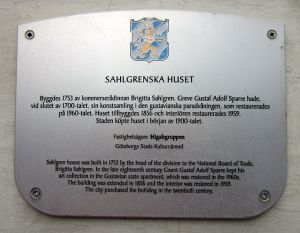 SAHLGRENSKA HUSET
Byggdes 1753 av kommerserådinnan Brigitta Sahlgren. Greve Gustaf Adolf Sparre hade,
vid slutet av 1700-talet, sin konstsamling i den gustavianska paradvåningen, som restaurerades
på 1960-talet. Huset tillbyggdes 1856 och interiören restaurerades 1959.
Staden köpte huset i början av 1900-talet.
Fastighetsägare: Higabgruppen
Göteborgs Stads Kulturnämnd
Sahlgren house was built in 1753 by the head of the division to the National Board of Trade,
Brigitta Sahlgren. In the late eighteenth century Count Gustaf Adolf Sparre kept his
art collection in the Gustavian state apartment, which was restored in the 1960s.
The building was extended in 1856 and the interior was restored in 1959.
The city purchased the building in the twentieth century.